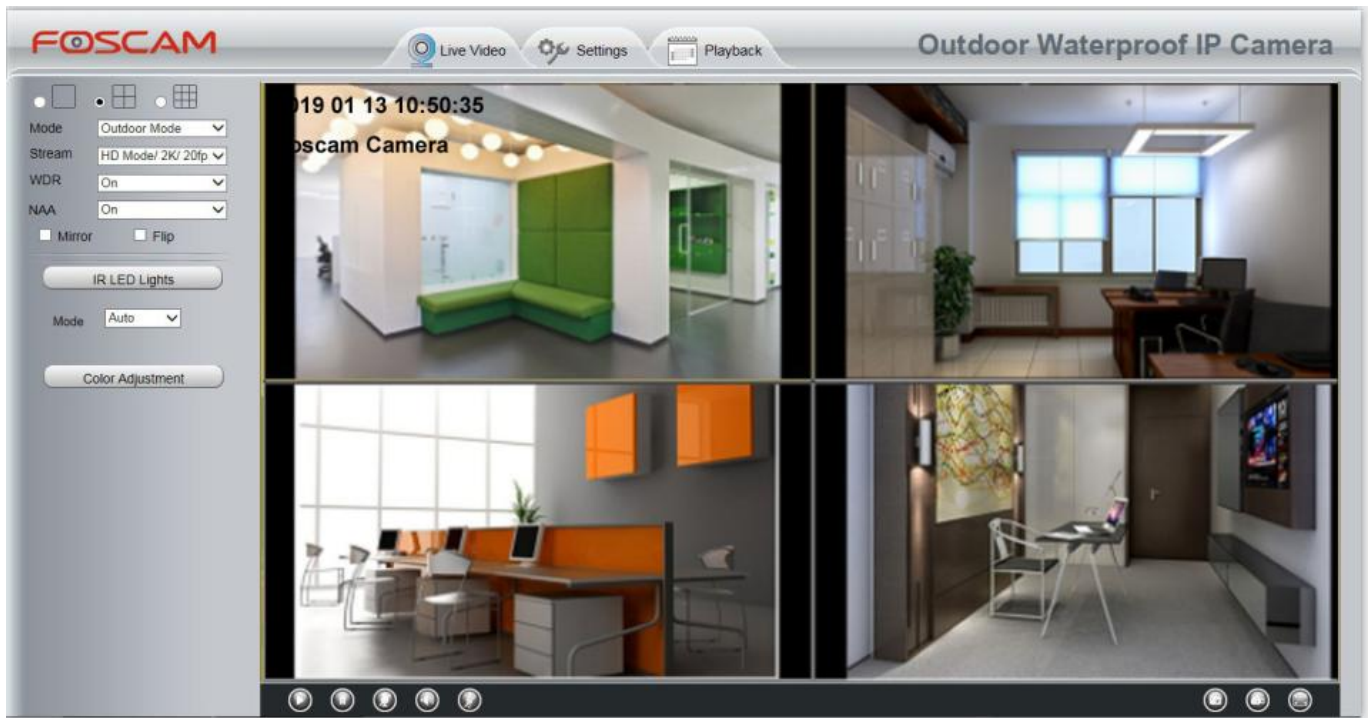 FOSCAM
Live Video
Settings
Playback
Outdoor Waterproof IP Camera
Mode
Outdoor Mode
Stream
HD Mode/ 2K/ 20fp
WDR
On
NAA
On
Mirror
Flip
IR LED Lights
Mode
Auto
Color Adjustment
019 01 13 10:50:35
oscam Camera